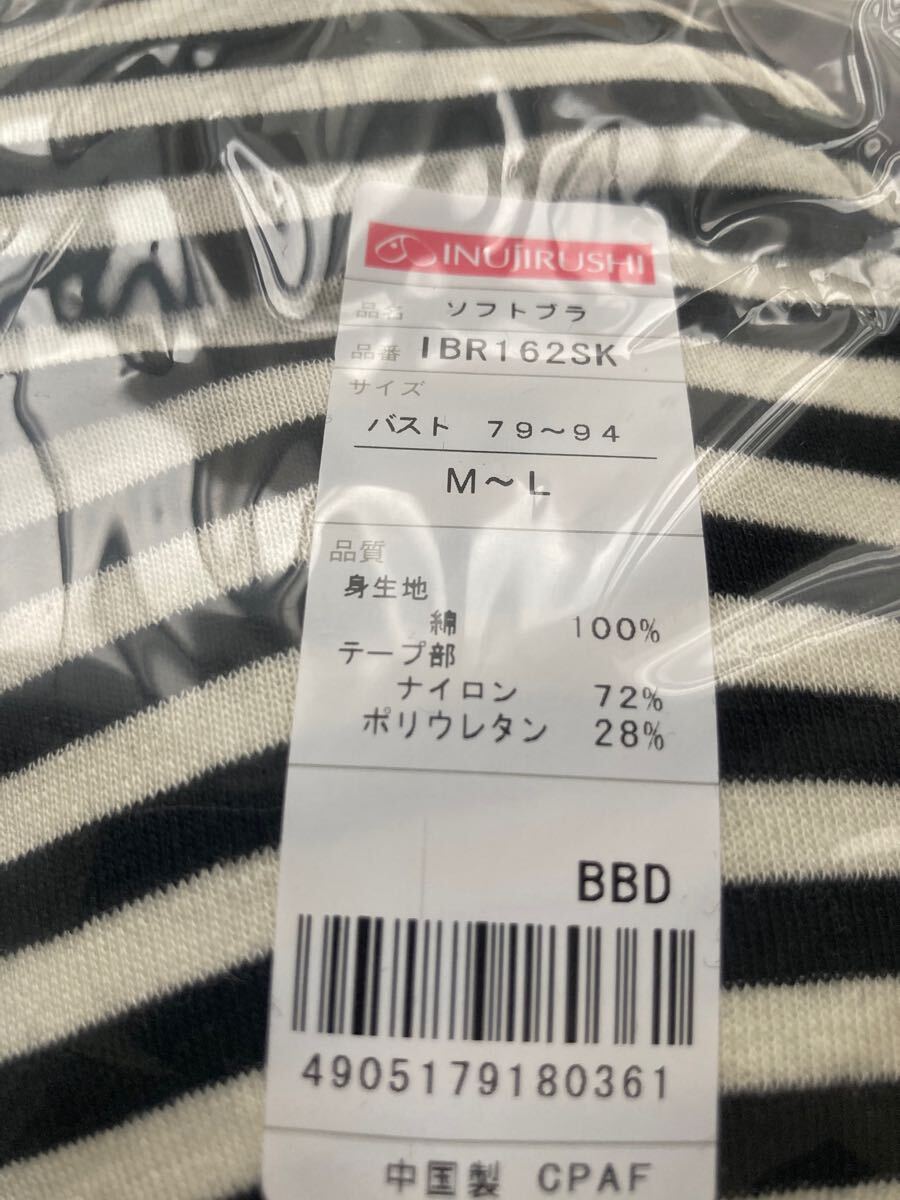 INUjIRUSHI
品名 ソフトブラ
品番 IBR162SK
サイズ
バスト 79～94
M～L
品質
身生地
綿 100%
テープ部
ナイロン 72%
ポリウレタン 28%
BBD
4905179180361
中国製 CPAF